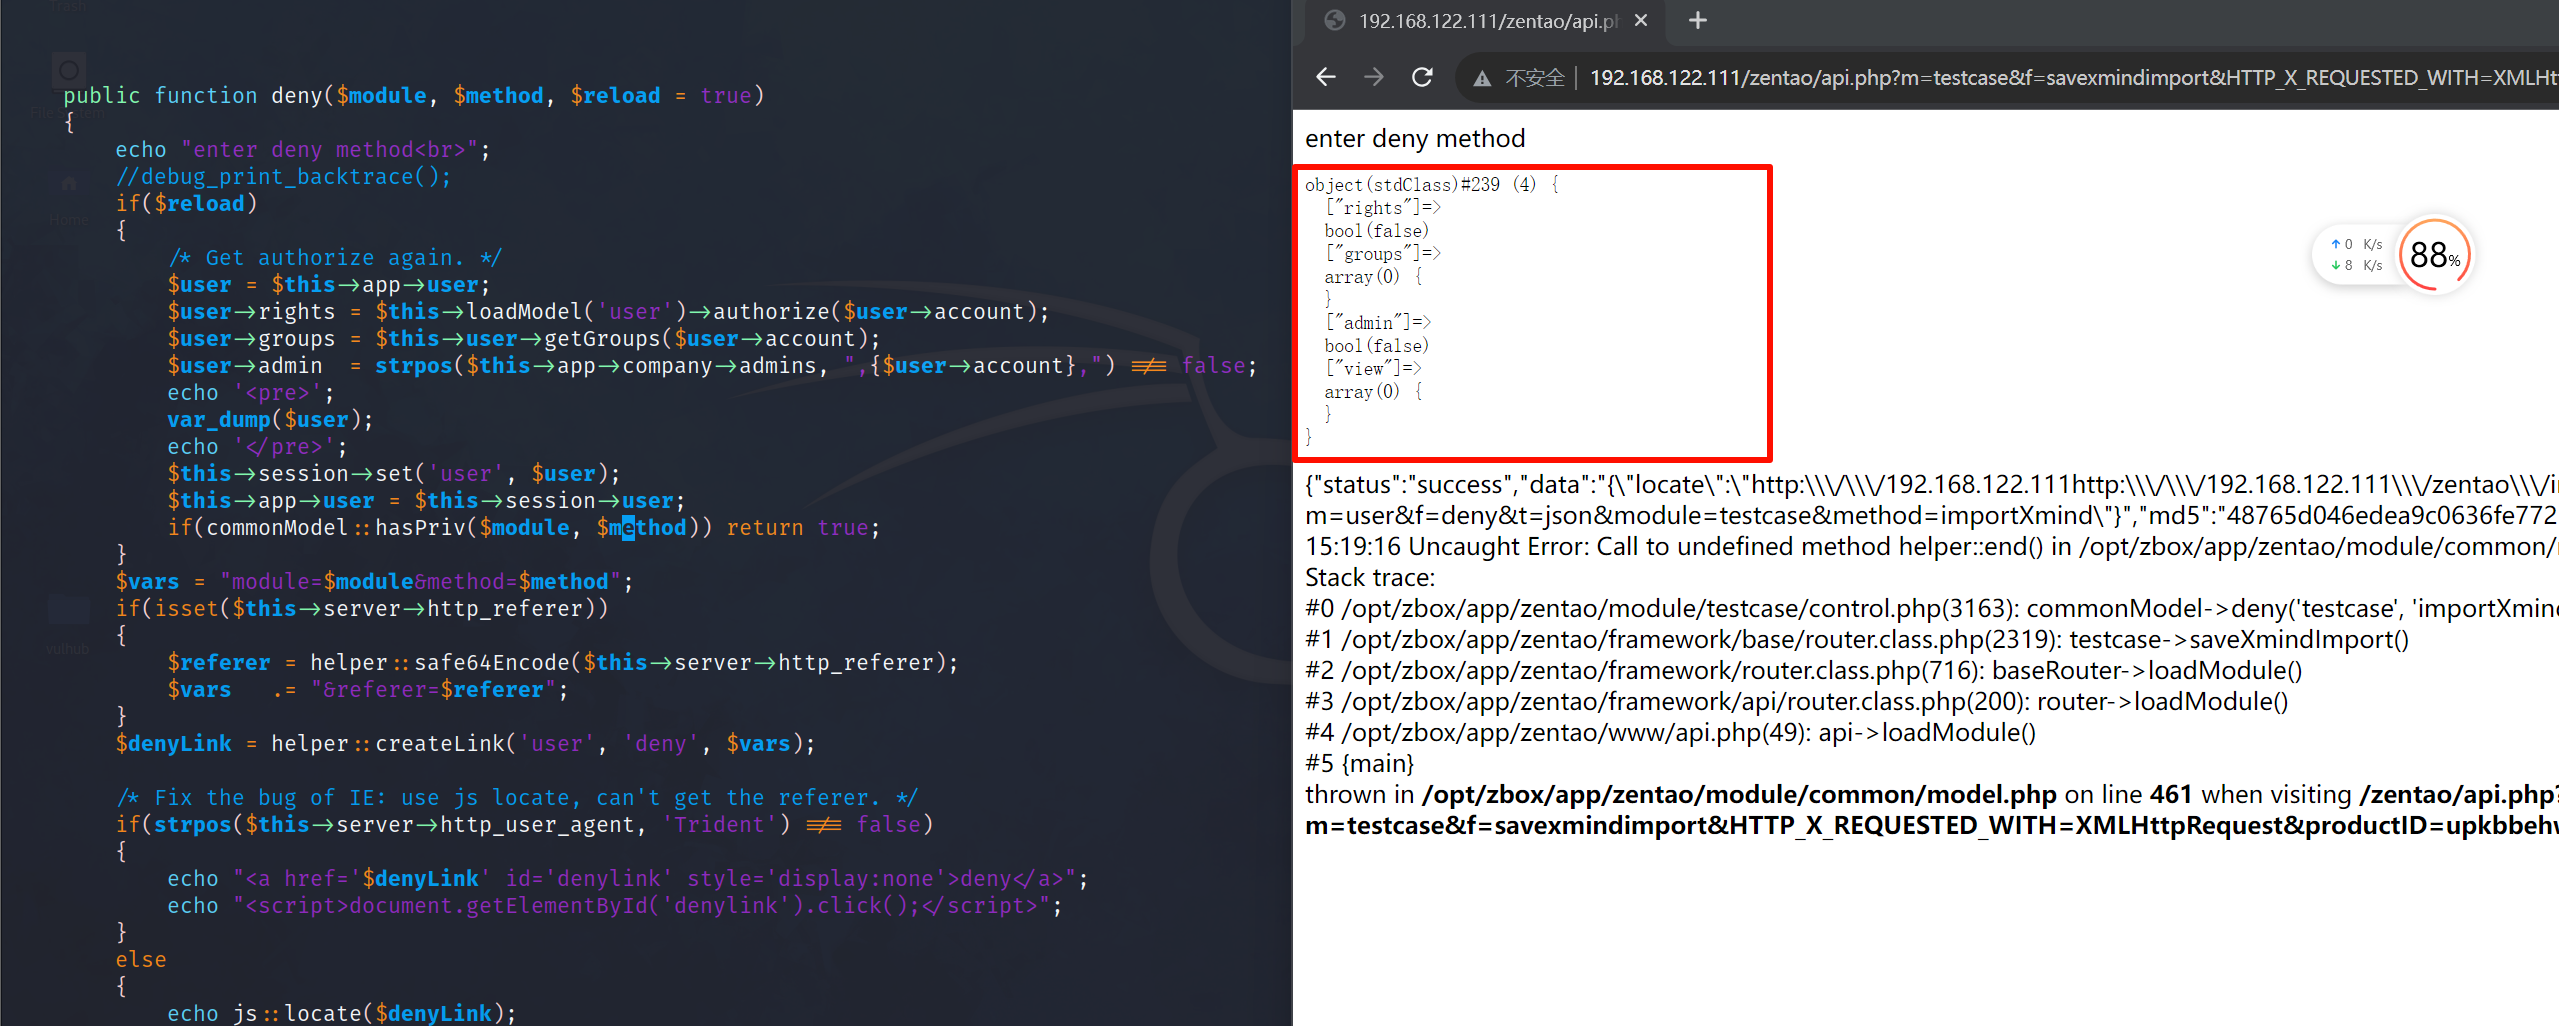 Trash
File System
Home
vulhub
public function deny($module, $method, $reload = true)
{
echo "enter deny method<br>";
//debug_print_backtrace();
if($reload)
{
/* Get authorize again. */
$user = $this->app->user;
$user->rights = $this->loadModel('user')->authorize($user->account);
$user->groups = $this->user->getGroups($user->account);
$user->admin  = strpos($this->app->company->admins, ",{$user->account},") !== false;
echo '<pre>';
var_dump($user);
echo '</pre>';
$this->session->set('user', $user);
$this->app->user = $this->session->user;
if(commonModel::hasPriv($module, $method)) return true;
}
$vars = "module=$module&method=$method";
if(isset($this->server->http_referer))
{
$referer = helper::safe64Encode($this->server->http_referer);
$vars   .= "&referer=$referer";
}
$denyLink = helper::createLink('user', 'deny', $vars);
/* Fix the bug of IE: use js locate, can't get the referer. */
if(strpos($this->server->http_user_agent, 'Trident') !== false)
{
echo "<a href='$denyLink' id='denylink' style='display:none'>deny</a>";
echo "<script>document.getElementById('denylink').click();</script>";
}
else
{
echo js::locate($denyLink);
192.168.122.111/zentao/api.ph
不安全 | 192.168.122.111/zentao/api.php?m=testcase&f=savexmindimport&HTTP_X_REQUESTED_WITH=XMLHt
enter deny method
object(stdClass)#239 (4) {
["rights"]=>
bool(false)
["groups"]=>
array(0) {
}
["admin"]=>
bool(false)
["view"]=>
array(0) {
}
}
↑ 0 K/s
↓ 8 K/s
88%
{"status":"success","data":"{\"locate\":\"http:\\\/\\\/192.168.122.111http:\\\/\\\/192.168.122.111\\\/zentao\\\/i
m=user&f=deny&t=json&module=testcase&method=importXmind\"}","md5":"48765d046edea9c0636fe772
15:19:16 Uncaught Error: Call to undefined method helper::end() in /opt/zbox/app/zentao/module/common/
Stack trace:
#0 /opt/zbox/app/zentao/module/testcase/control.php(3163): commonModel->deny('testcase', 'importXmin
#1 /opt/zbox/app/zentao/framework/base/router.class.php(2319): testcase->saveXmindImport()
#2 /opt/zbox/app/zentao/framework/router.class.php(716): baseRouter->loadModule()
#3 /opt/zbox/app/zentao/framework/api/router.class.php(200): router->loadModule()
#4 /opt/zbox/app/zentao/www/api.php(49): api->loadModule()
#5 {main}
thrown in /opt/zbox/app/zentao/module/common/model.php on line 461 when visiting /zentao/api.php?
m=testcase&f=savexmindimport&HTTP_X_REQUESTED_WITH=XMLHttpRequest&productID=upkbbehw